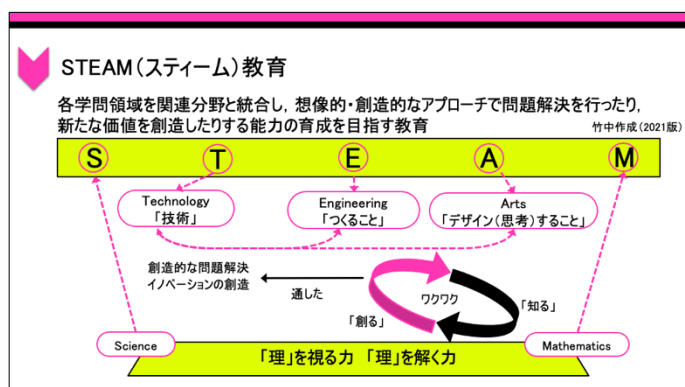 STEAM(スティーム)教育
各学問領域を関連分野と統合し，想像的・創造的なアプローチで問題解決を行ったり，
新たな価値を創造したりする能力の育成を目指す教育
竹中作成(2021版)
S T E A M
Technology
「技術」
Engineering
「つくること」
Arts
「デザイン(思考)すること」
創造的な問題解決
イノベーションの創造
通した
ワクワク
「知る」
「創る」
Science
Mathematics
「理」を視る力 「理」を解く力